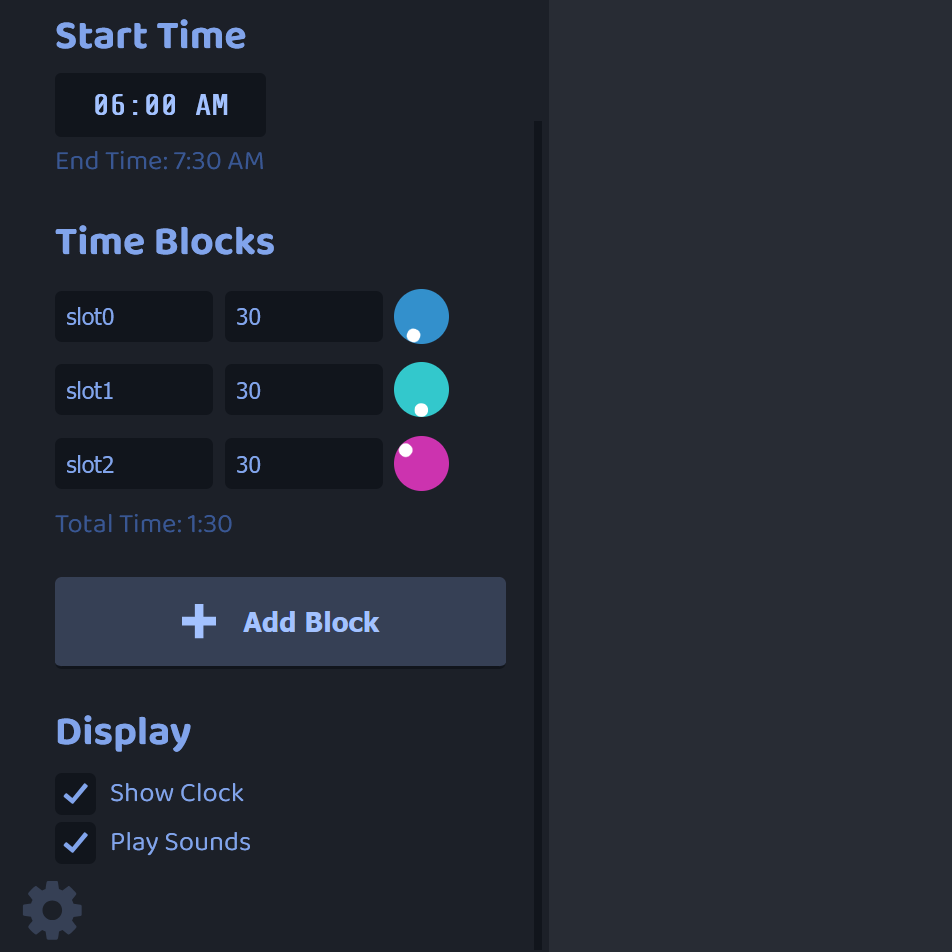 Start Time
06:00 AM
End Time: 7:30 AM
Time Blocks
slot0 30
slot1 30
slot2 30
Total Time: 1:30
Add Block
Display
Show Clock
Play Sounds